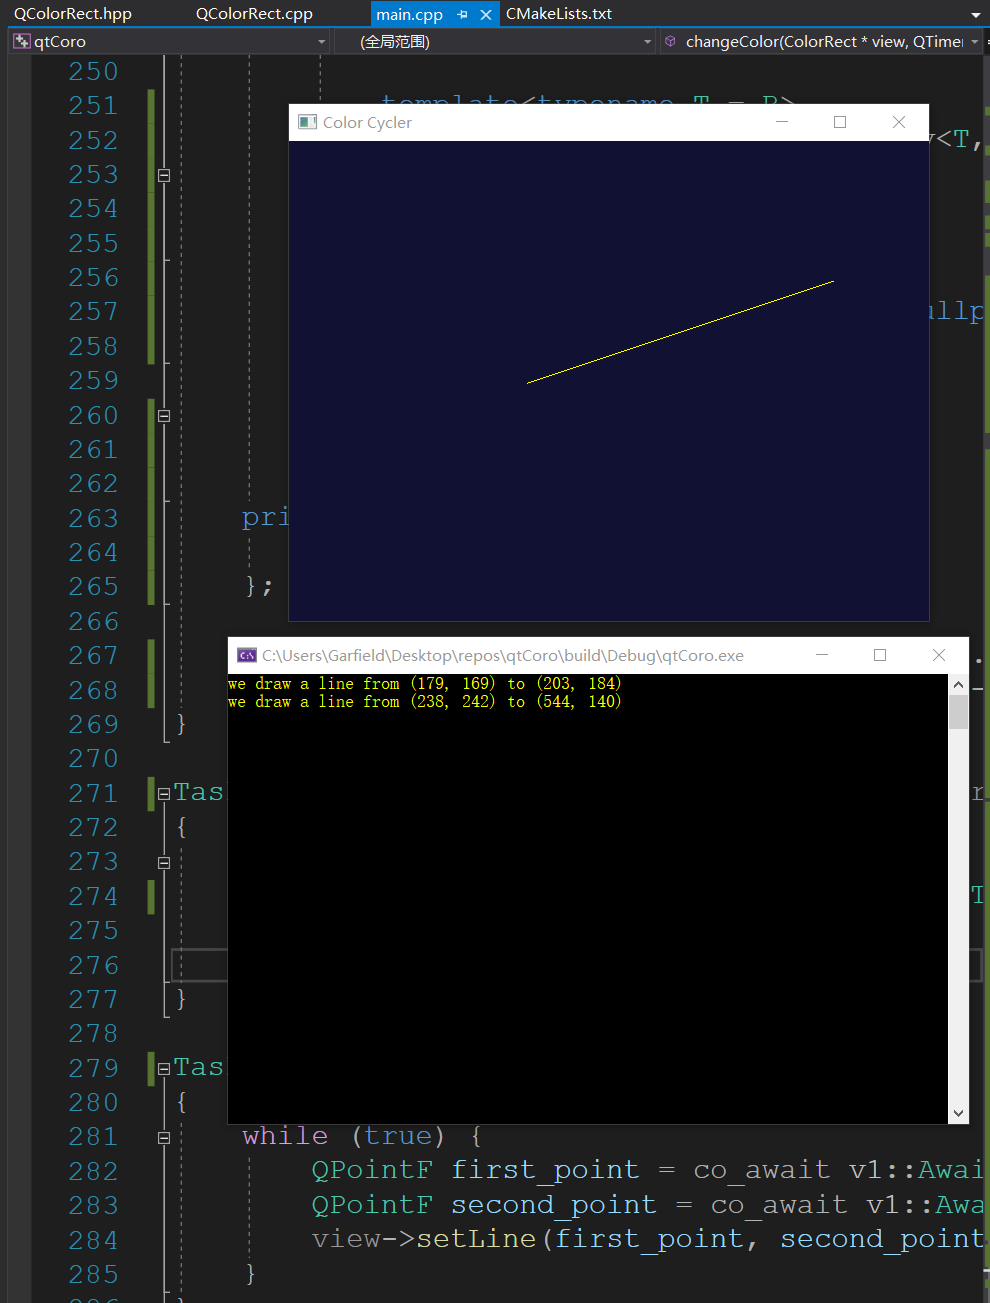 QColorRect.hpp QColorRect.cpp main.cpp CMakeLists.txt
qtCoro (全局范围) changeColor(ColorRect * view, QTimer
250
251 template<typename T = R>
Color Cycler
252 <T,
253
254
255
256
257 ullp
258
259
260
261
262
263 pri
264
265 };
266
C:\Users\Garfield\Desktop\repos\qtCoro\build\Debug\qtCoro.exe
267 .
we draw a line from (179, 169) to (203, 184)
268
we draw a line from (238, 242) to (544, 140)
269 }
270
271 Tas r
272 {
273
274 T
275
276
277 }
278
279 Tas
280 {
281 while (true) {
282 QPointF first_point = co_await v1::Awai
283 QPointF second_point = co_await v1::Awa
284 view->setLine(first_point, second_point
285 }